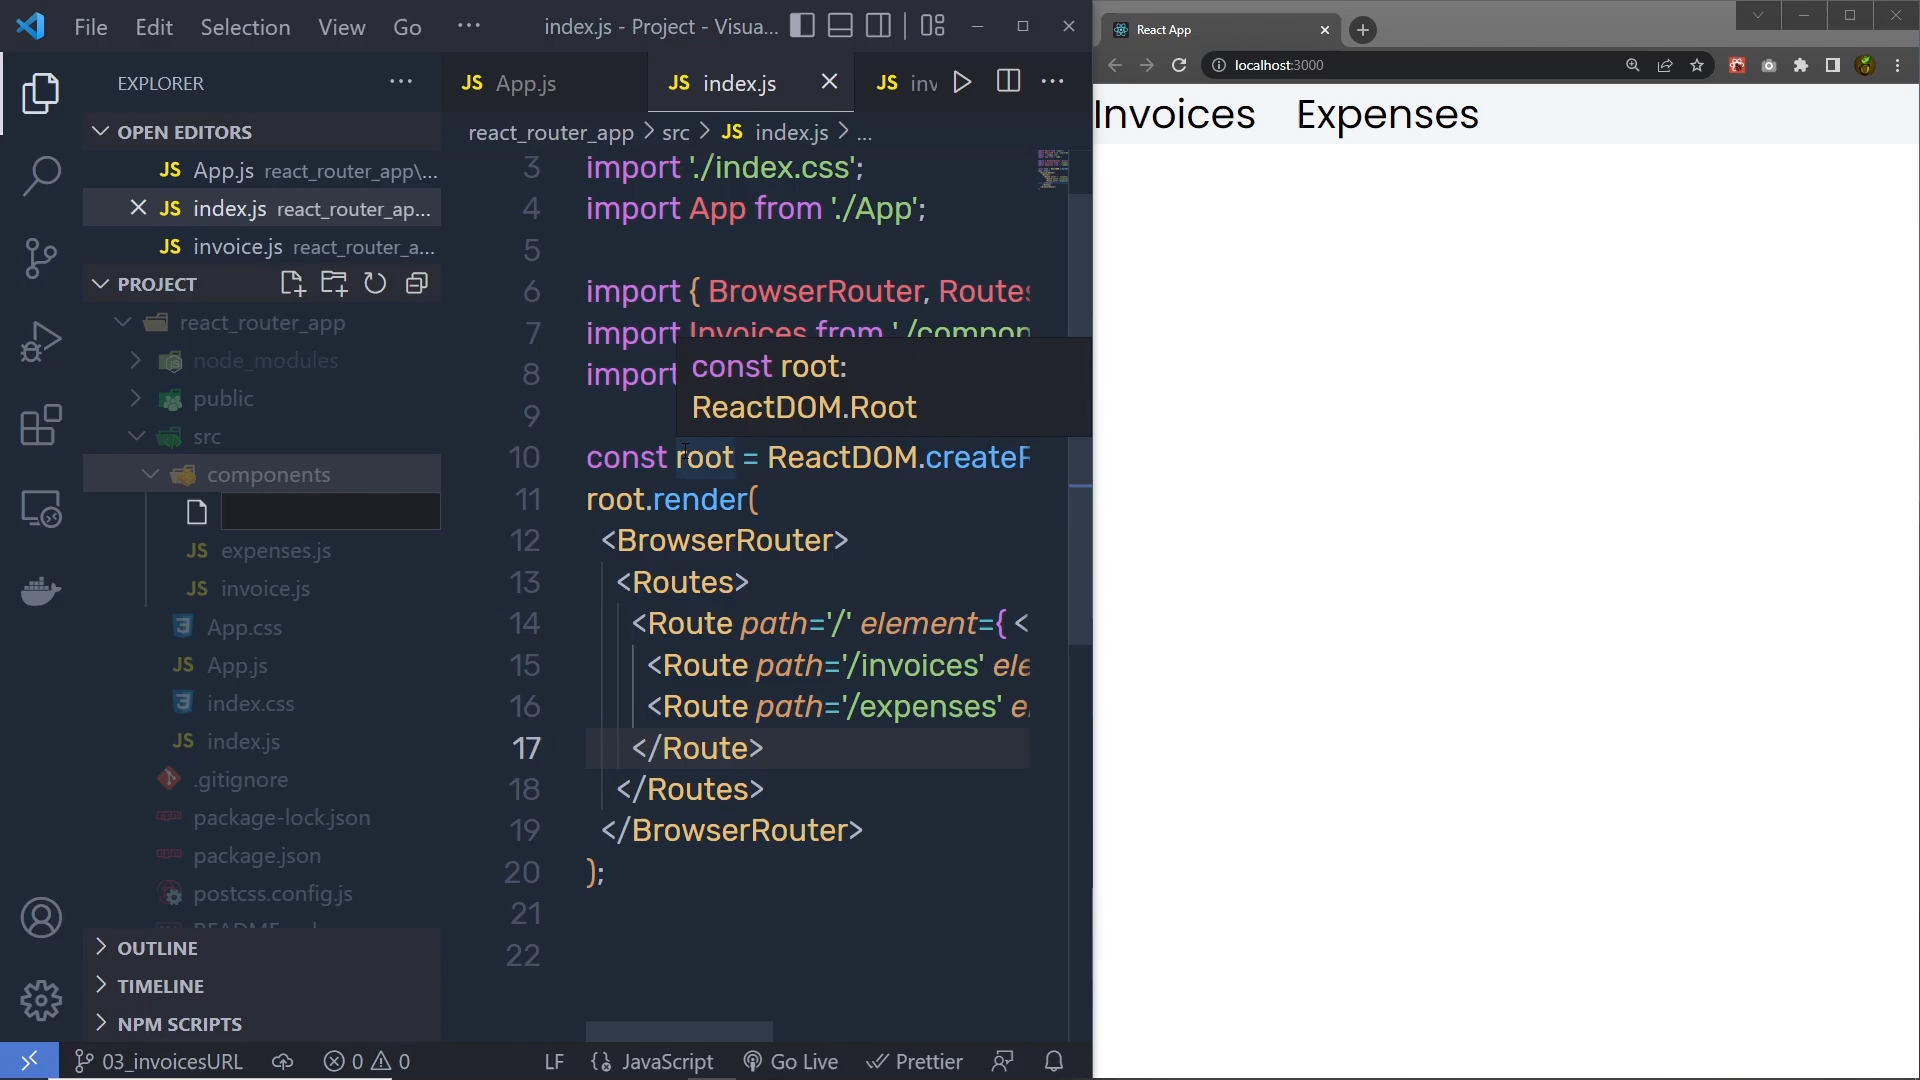 File Edit Selection View Go ··· index.js - Project - Visua...
EXPLORER ···
OPEN EDITORS
JS App.js react_router_app\...
JS index.js react_router_ap...
JS invoice.js react_router_a...
PROJECT
react_router_app
node_modules
public
src
components
JS expenses.js
JS invoice.js
App.css
JS App.js
index.css
JS index.js
.gitignore
package-lock.json
package.json
postcss.config.js
OUTLINE
TIMELINE
NPM SCRIPTS
JS App.js JS index.js JS inv
react_router_app > src > JS index.js > ...
3 import './index.css';
4 import App from './App';
5
6 import { BrowserRouter, Routes
7 import Invoices from './compon
8 import
const root:
ReactDOM.Root
9
10 const root = ReactDOM.createR
11 root.render(
12 <BrowserRouter>
13 <Routes>
14 <Route path='/' element={ <
15 <Route path='/invoices' ele
16 <Route path='/expenses' el
17 </Route>
18 </Routes>
19 </BrowserRouter>
20 );
21
22
03_invoicesURL 0 0 LF JavaScript Go Live Prettier
React App
localhost:3000
Invoices Expenses